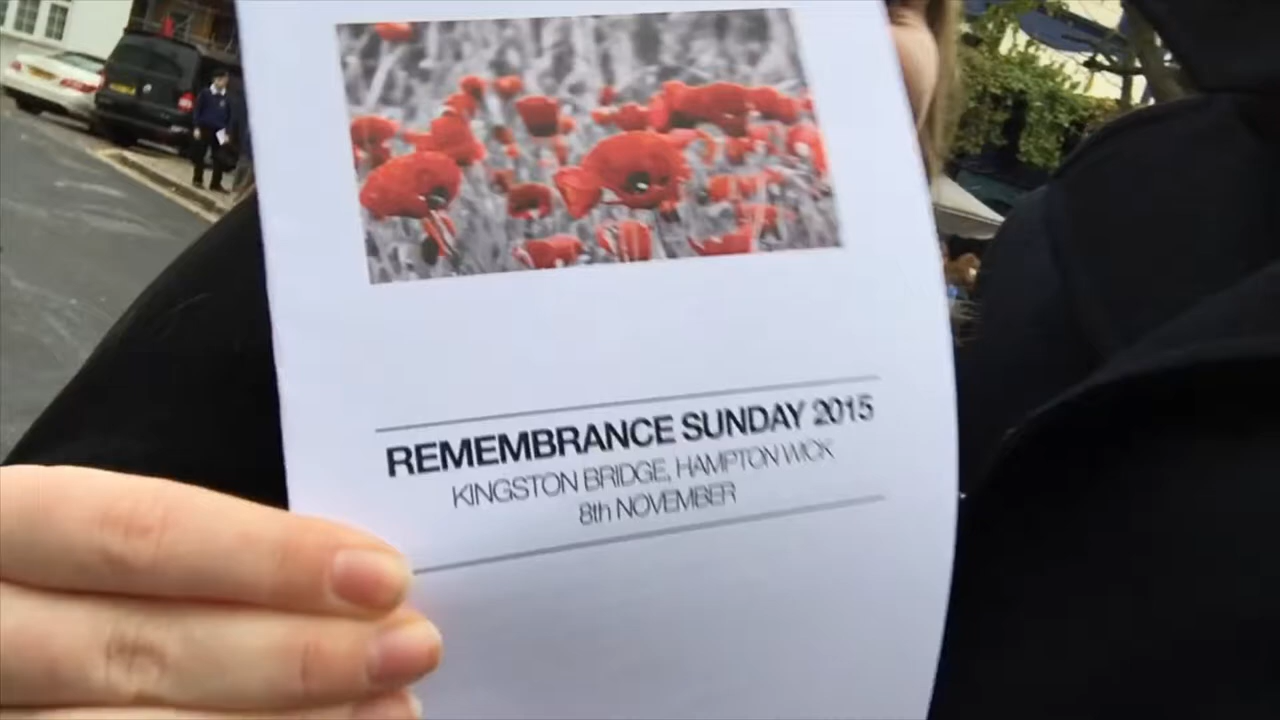 REMEMBRANCE SUNDAY 2015
KINGSTON BRIDGE, HAMPTON WICK
8th NOVEMBER